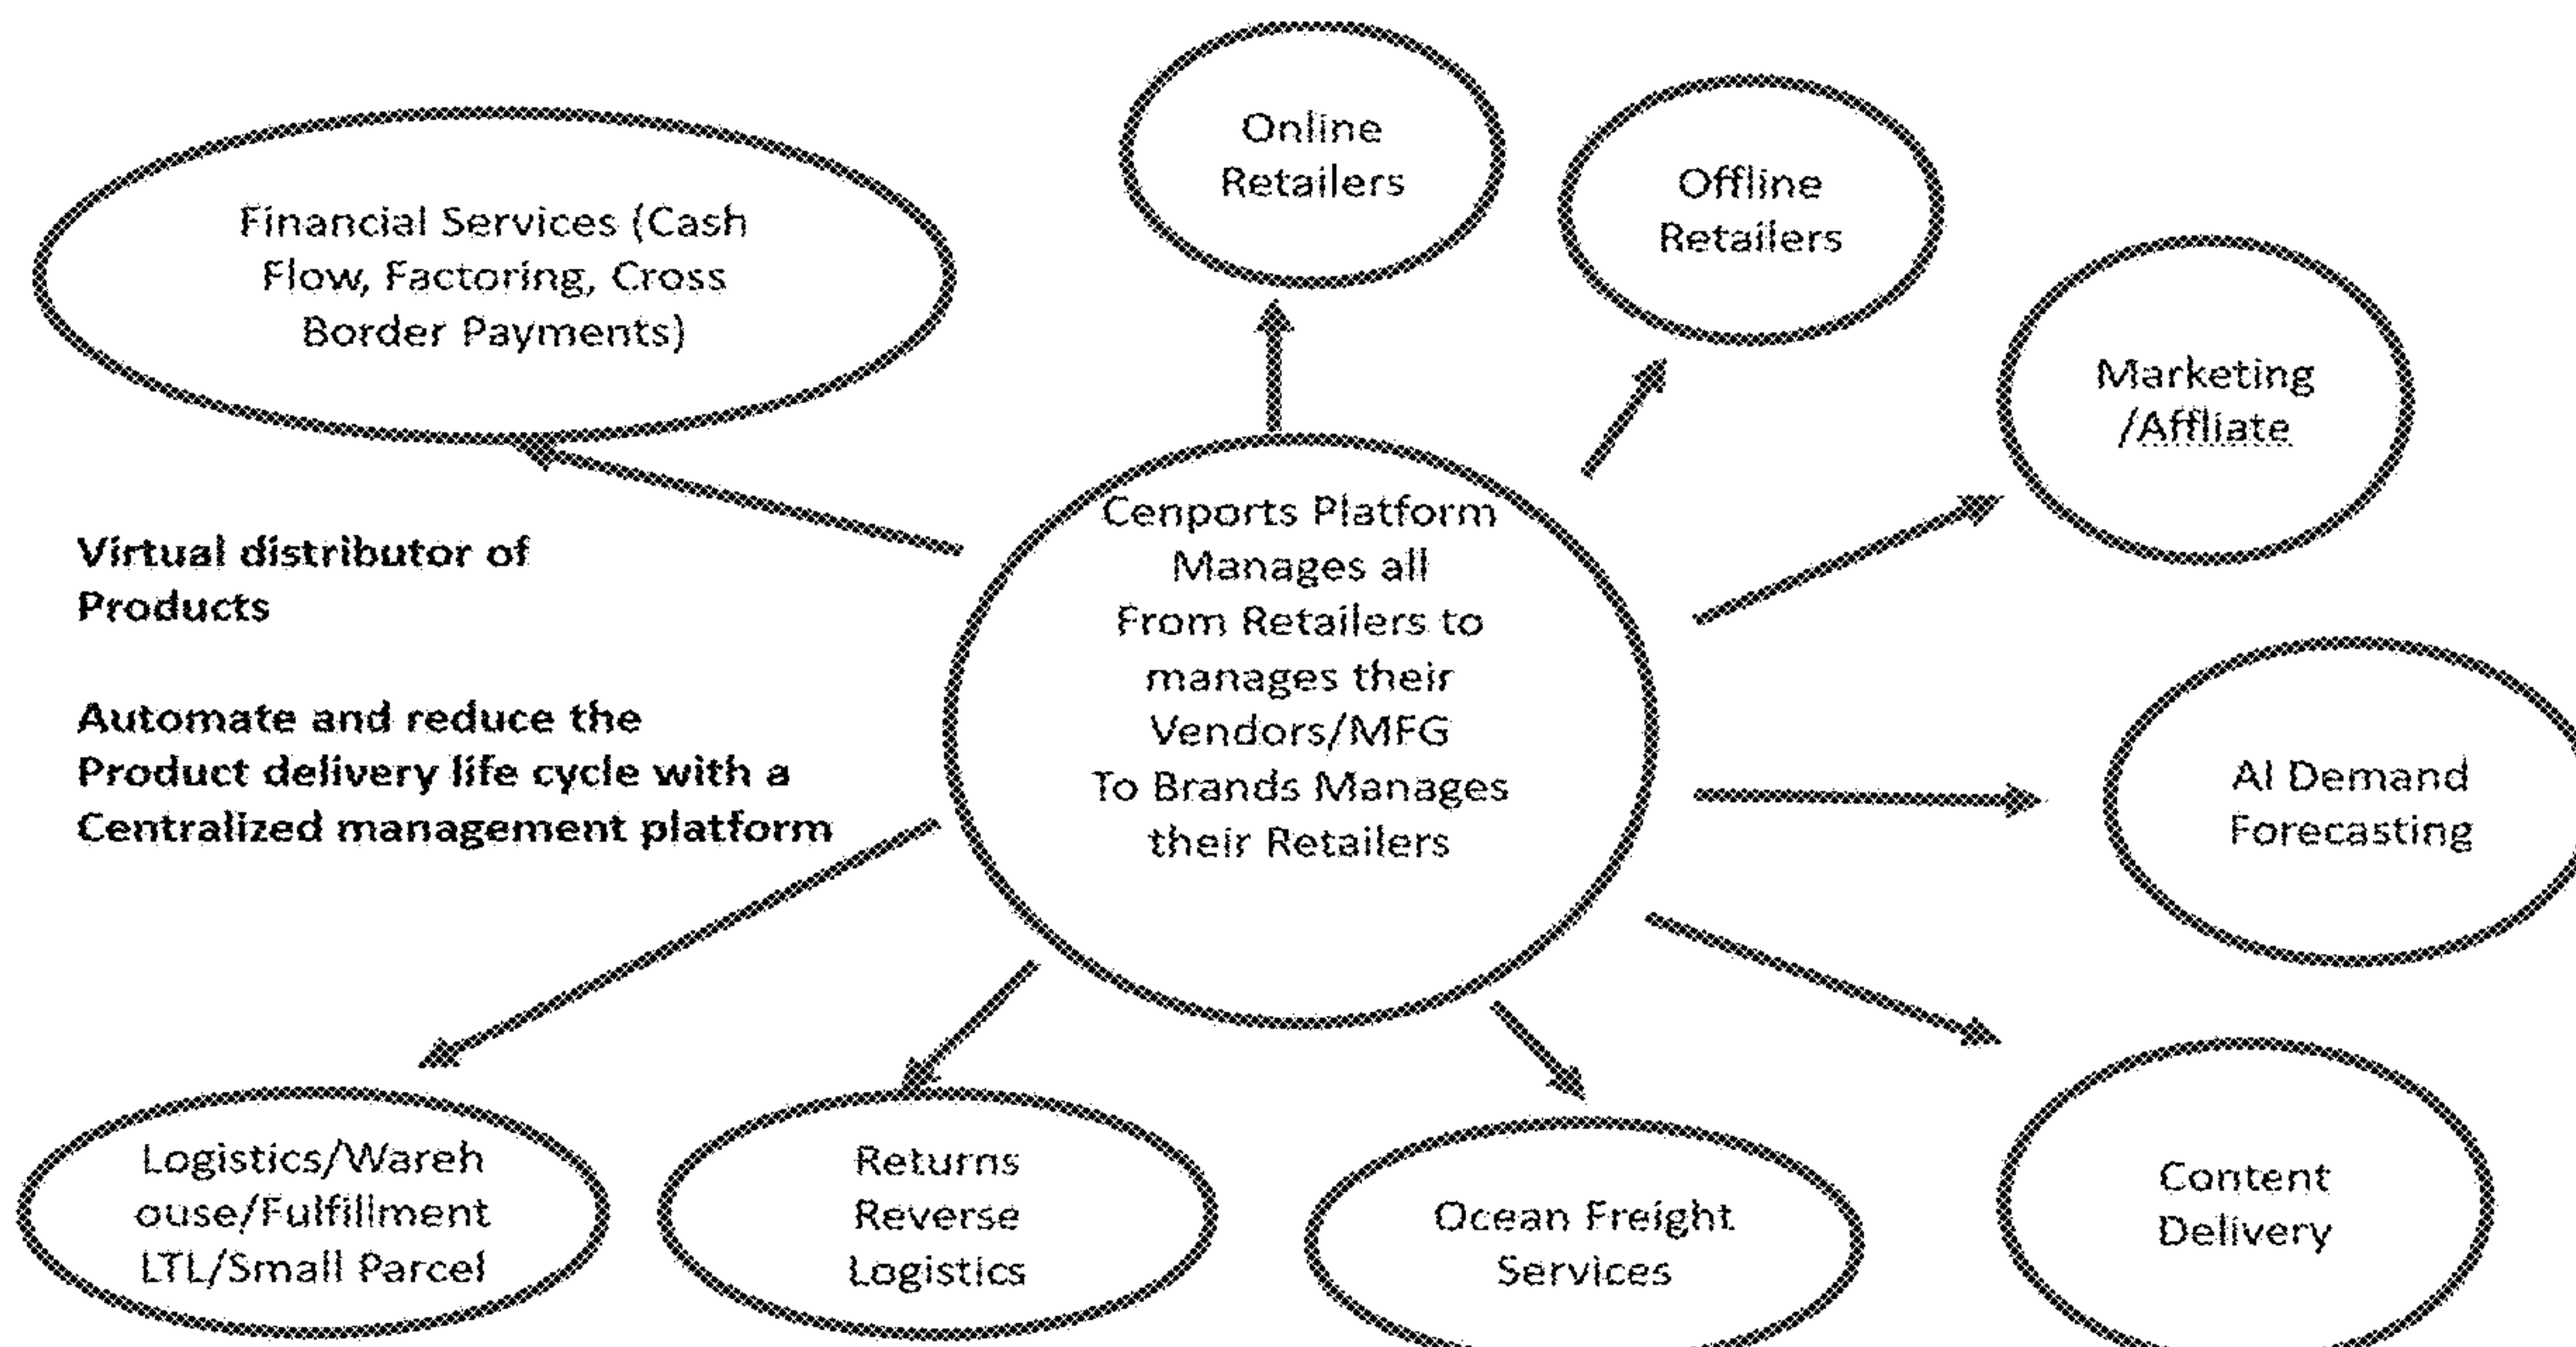 Online
Retailers
Offline
Retailers
Financial Services (Cash
Flow, Factoring, Cross
Border Payments)
Marketing
/Affliate
Cenports Platform
Manages all
From Retailers to
manages their
Vendors/MFG
To Brands Manages
their Retailers
Virtual distributor of
Products
Automate and reduce the
Product delivery life cycle with a
Centralized management platform
AI Demand
Forecasting
Logistics/Wareh
ouse/Fulfillment
LTL/Small Parcel
Returns
Reverse
Logistics
Ocean Freight
Services
Content
Delivery